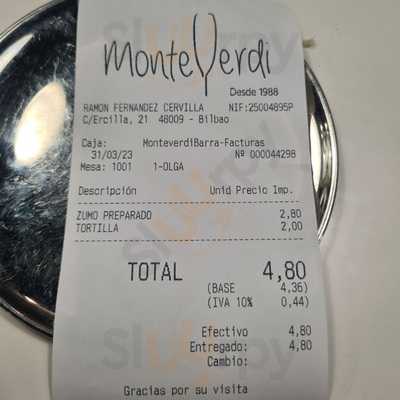 MonteVerdi
Desde 1988
RAMON FERNANDEZ CERVILLA NIF:25004895P
C/Ercilla, 21 48009 - Bilbao
Caja: MonteverdiBarra-Facturas
31/03/23 Nº 000044298
Mesa: 1001 1-OLGA
Descripción Unid Precio Imp.
ZUMO PREPARADO 2,80
TORTILLA 2,00
TOTAL 4,80
(BASE 4,36)
(IVA 10% 0,44)
Efectivo 4,80
Entregado: 4,80
Cambio:
Gracias por su visita